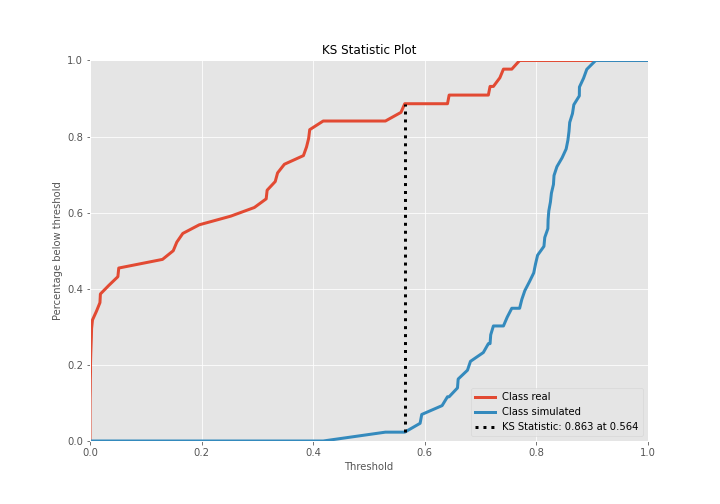 KS Statistic Plot
1.0
0.8
0.6
0.4
0.2
0.0
Percentage below threshold
0.0 0.2 0.4 0.6 0.8 1.0
Threshold
Class real
Class simulated
KS Statistic: 0.863 at 0.564